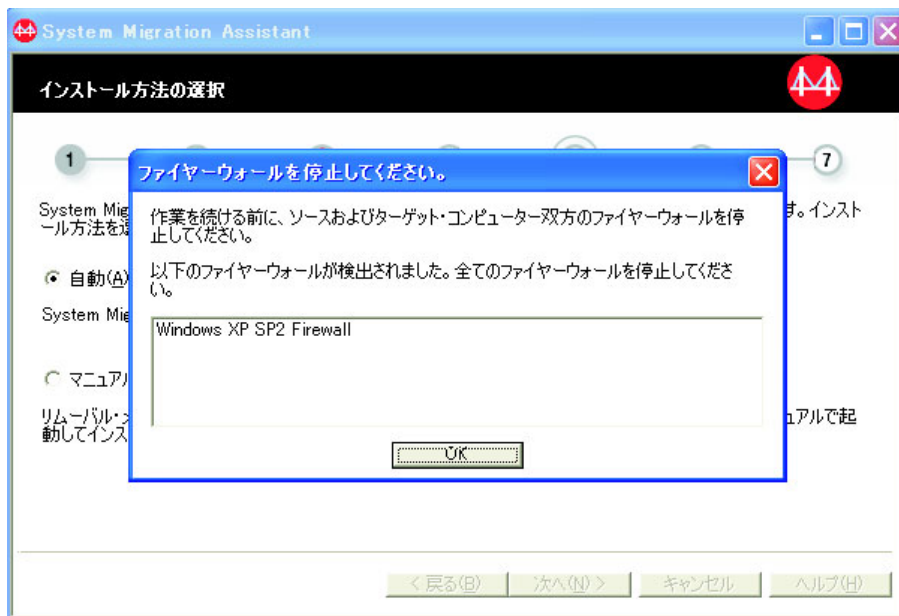 System Migration Assistant
インストール方法の選択
1
7
ファイヤーウォールを停止してください。
System Mig
す。インスト
ール方法を選
作業を続ける前に、ソースおよびターゲット・コンピューター双方のファイヤーウォールを停
止してください。
以下のファイヤーウォールが検出されました。全てのファイヤーウォールを停止してくださ
い。
自動(A)
System Mig
Windows XP SP2 Firewall
マニュアル
リムーバル・
ュアルで起
動してインス
OK
< 戻る(B)
次へ(N) >
キャンセル
ヘルプ(H)